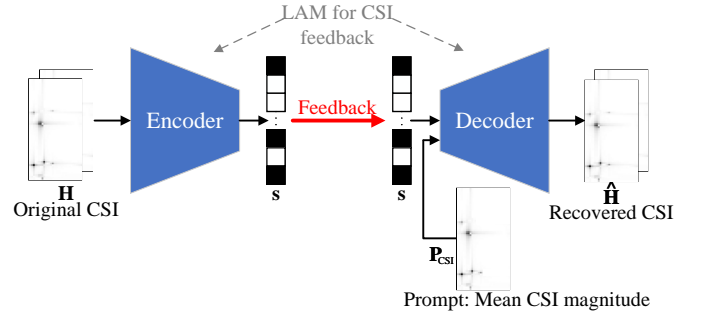 LAM for CSI
feedback
Encoder
Feedback
Decoder
H
Original CSI
s
s
Ĥ
Recovered CSI
P_CSI
Prompt: Mean CSI magnitude